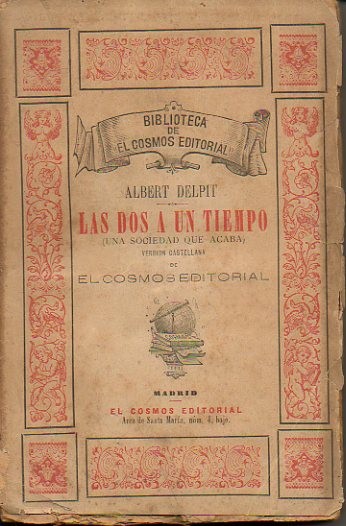 BIBLIOTECA
DE
EL COSMOS EDITORIAL
ALBERT DELPIT
LAS DOS A UN TIEMPO
(UNA SOCIEDAD QUE ACABA)
VERSION CASTELLANA
DE
EL COSMOS EDITORIAL
MADRID
EL COSMOS EDITORIAL
Arco de Santa María, núm. 4, bajo.